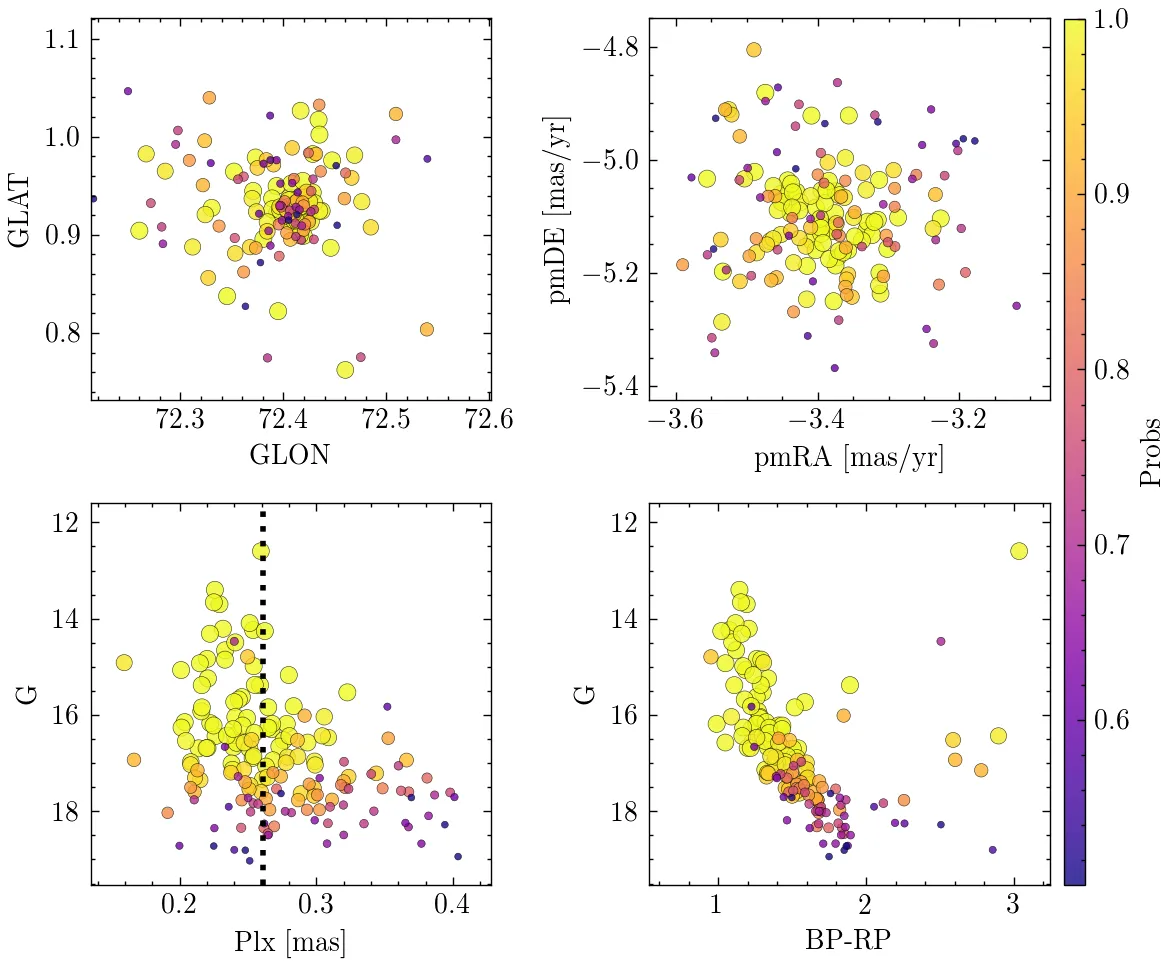 1.1
1.0
0.9
0.8
GLAT
72.3 72.4 72.5 72.6
GLON
−4.8
−5.0
−5.2
−5.4
pmDE [mas/yr]
−3.6 −3.4 −3.2
pmRA [mas/yr]
12
14
16
18
G
0.2 0.3 0.4
Plx [mas]
12
14
16
18
G
1 2 3
BP-RP
1.0
0.9
0.8
0.7
0.6
Probs